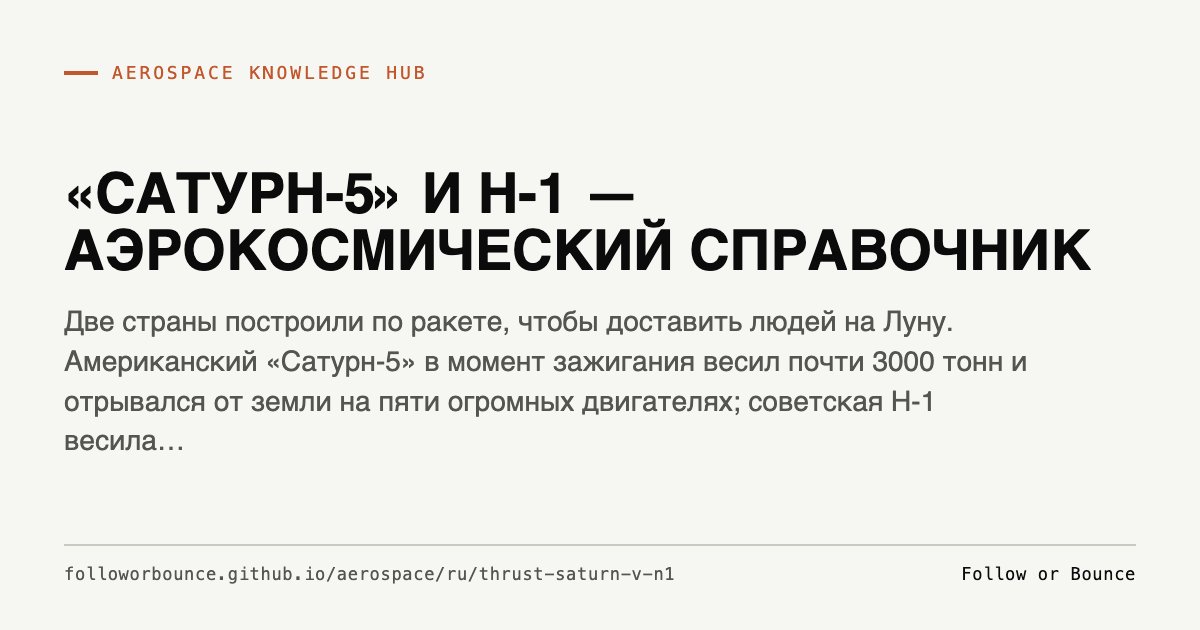 AEROSPACE KNOWLEDGE HUB
«САТУРН-5» И Н-1 —
АЭРОКОСМИЧЕСКИЙ СПРАВОЧНИК
Две страны построили по ракете, чтобы доставить людей на Луну.
Американский «Сатурн-5» в момент зажигания весил почти 3000 тонн и
отрывался от земли на пяти огромных двигателях; советская Н-1
весила…
followorbounce.github.io/aerospace/ru/thrust-saturn-v-n1
Follow or Bounce